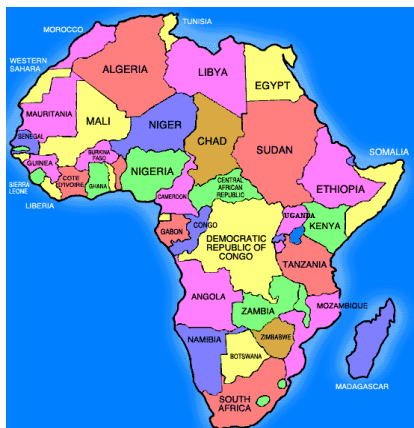 TUNISIA
MOROCCO
WESTERN
SAHARA
ALGERIA
LIBYA
EGYPT
MAURITANIA
MALI
NIGER
CHAD
SUDAN
SENEGAL
BURKINA
FASO
GUINEA
SIERRA
LEONE
COTE
D'IVOIRE
GHANA
LIBERIA
NIGERIA
CAMEROON
CENTRAL
AFRICAN
REPUBLIC
SOMALIA
ETHIOPIA
UGANDA
KENYA
GABON
CONGO
DEMOCRATIC
REPUBLIC OF
CONGO
TANZANIA
ANGOLA
ZAMBIA
MOZAMBIQUE
NAMIBIA
ZIMBABWE
BOTSWANA
MADAGASCAR
SOUTH
AFRICA